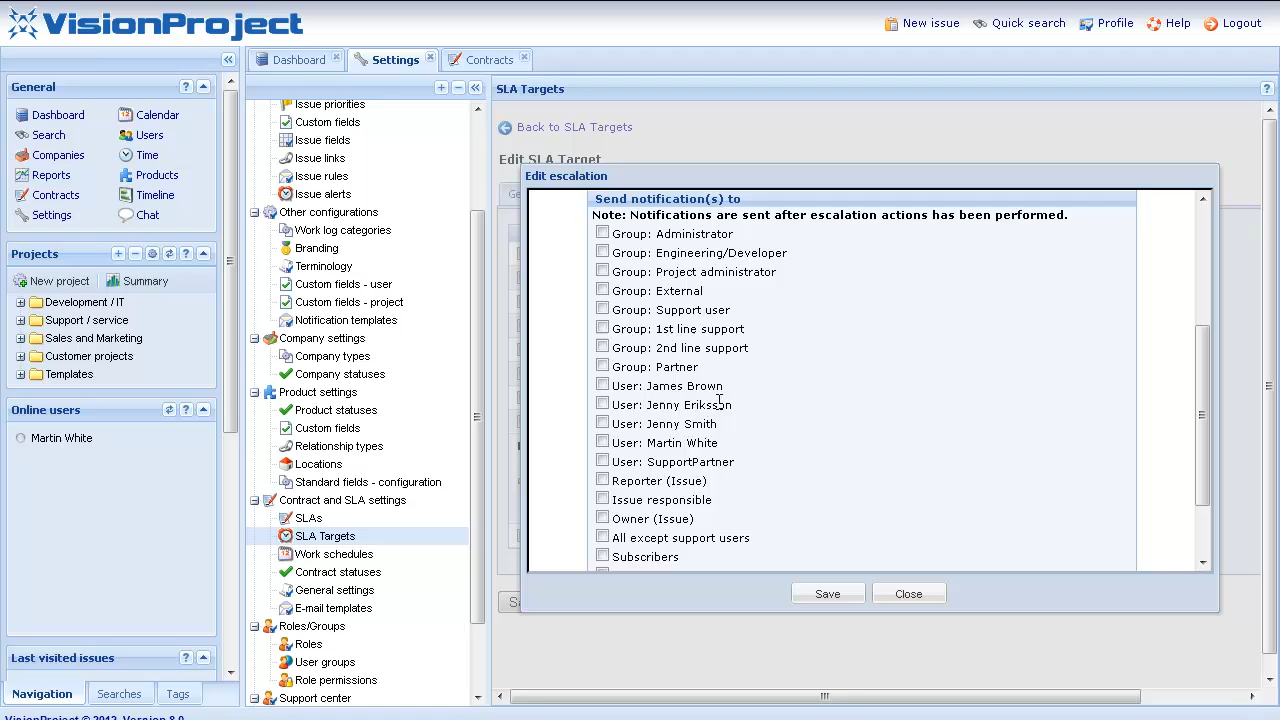 VisionProject
New issue
Quick search
Profile
Help
Logout
General
Dashboard
Calendar
Search
Users
Companies
Time
Reports
Products
Contracts
Timeline
Settings
Chat
Projects
New project
Summary
Development / IT
Support / service
Sales and Marketing
Customer projects
Templates
Online users
Martin White
Last visited issues
Navigation
Searches
Tags
VisionProject © 2012, Version 8.0
Dashboard
Settings
Contracts
Issue priorities
Custom fields
Issue fields
Issue links
Issue rules
Issue alerts
Other configurations
Work log categories
Branding
Terminology
Custom fields - user
Custom fields - project
Notification templates
Company settings
Company types
Company statuses
Product settings
Product statuses
Custom fields
Relationship types
Locations
Standard fields - configuration
Contract and SLA settings
SLAs
SLA Targets
Work schedules
Contract statuses
General settings
E-mail templates
Roles/Groups
Roles
User groups
Role permissions
Support center
SLA Targets
Back to SLA Targets
Edit SLA Target
Ge
Edit escalation
Send notification(s) to
Note: Notifications are sent after escalation actions has been performed.
Group: Administrator
Group: Engineering/Developer
Group: Project administrator
Group: External
Group: Support user
Group: 1st line support
Group: 2nd line support
Group: Partner
User: James Brown
User: Jenny Eriksson
User: Jenny Smith
User: Martin White
User: SupportPartner
Reporter (Issue)
Issue responsible
Owner (Issue)
All except support users
Subscribers
Save
Close